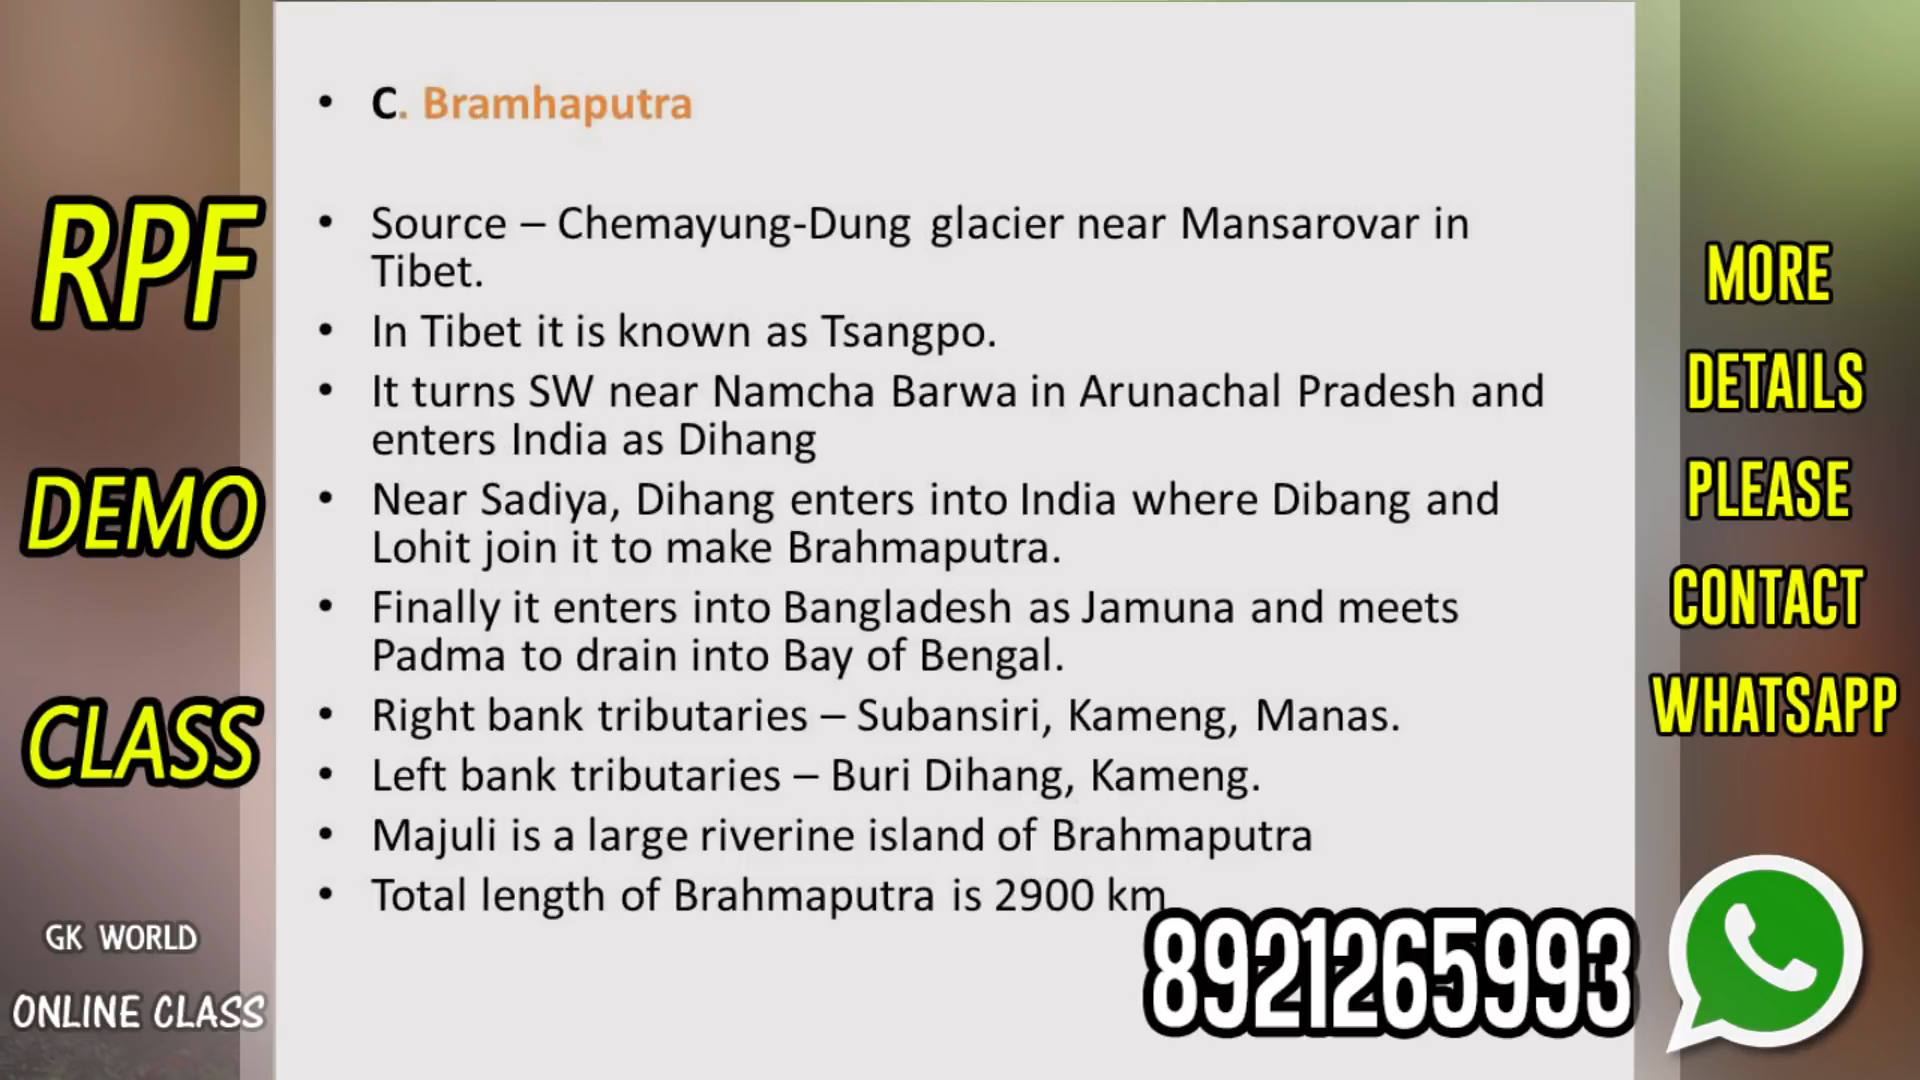 • C. Bramhaputra
• Source – Chemayung-Dung glacier near Mansarovar in
Tibet.
• In Tibet it is known as Tsangpo.
• It turns SW near Namcha Barwa in Arunachal Pradesh and
enters India as Dihang
• Near Sadiya, Dihang enters into India where Dibang and
Lohit join it to make Brahmaputra.
• Finally it enters into Bangladesh as Jamuna and meets
Padma to drain into Bay of Bengal.
• Right bank tributaries – Subansiri, Kameng, Manas.
• Left bank tributaries – Buri Dihang, Kameng.
• Majuli is a large riverine island of Brahmaputra
• Total length of Brahmaputra is 2900 km
RPF
DEMO
CLASS
GK WORLD
ONLINE CLASS
MORE
DETAILS
PLEASE
CONTACT
WHATSAPP
8921265993